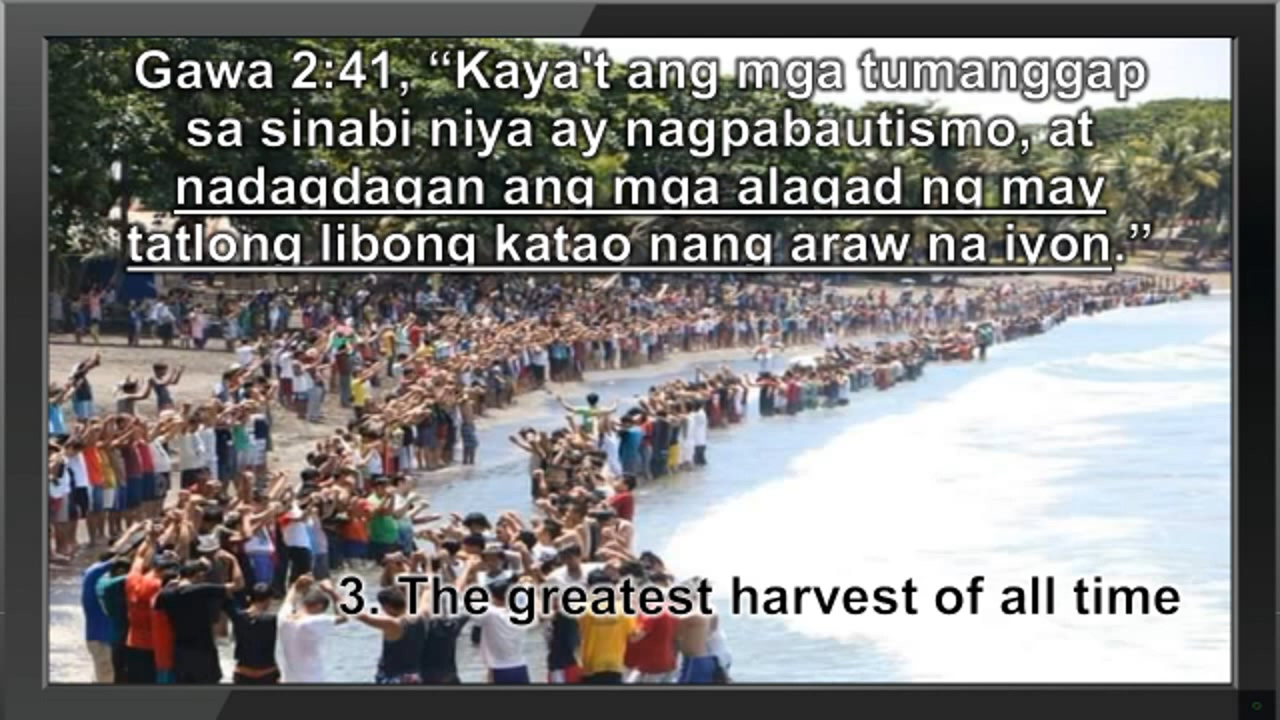 Gawa 2:41, “Kaya't ang mga tumanggap
sa sinabi niya ay nagpabautismo, at
nadagdagan ang mga alagad ng may
tatlong libong katao nang araw na iyon.”
3. The greatest harvest of all time